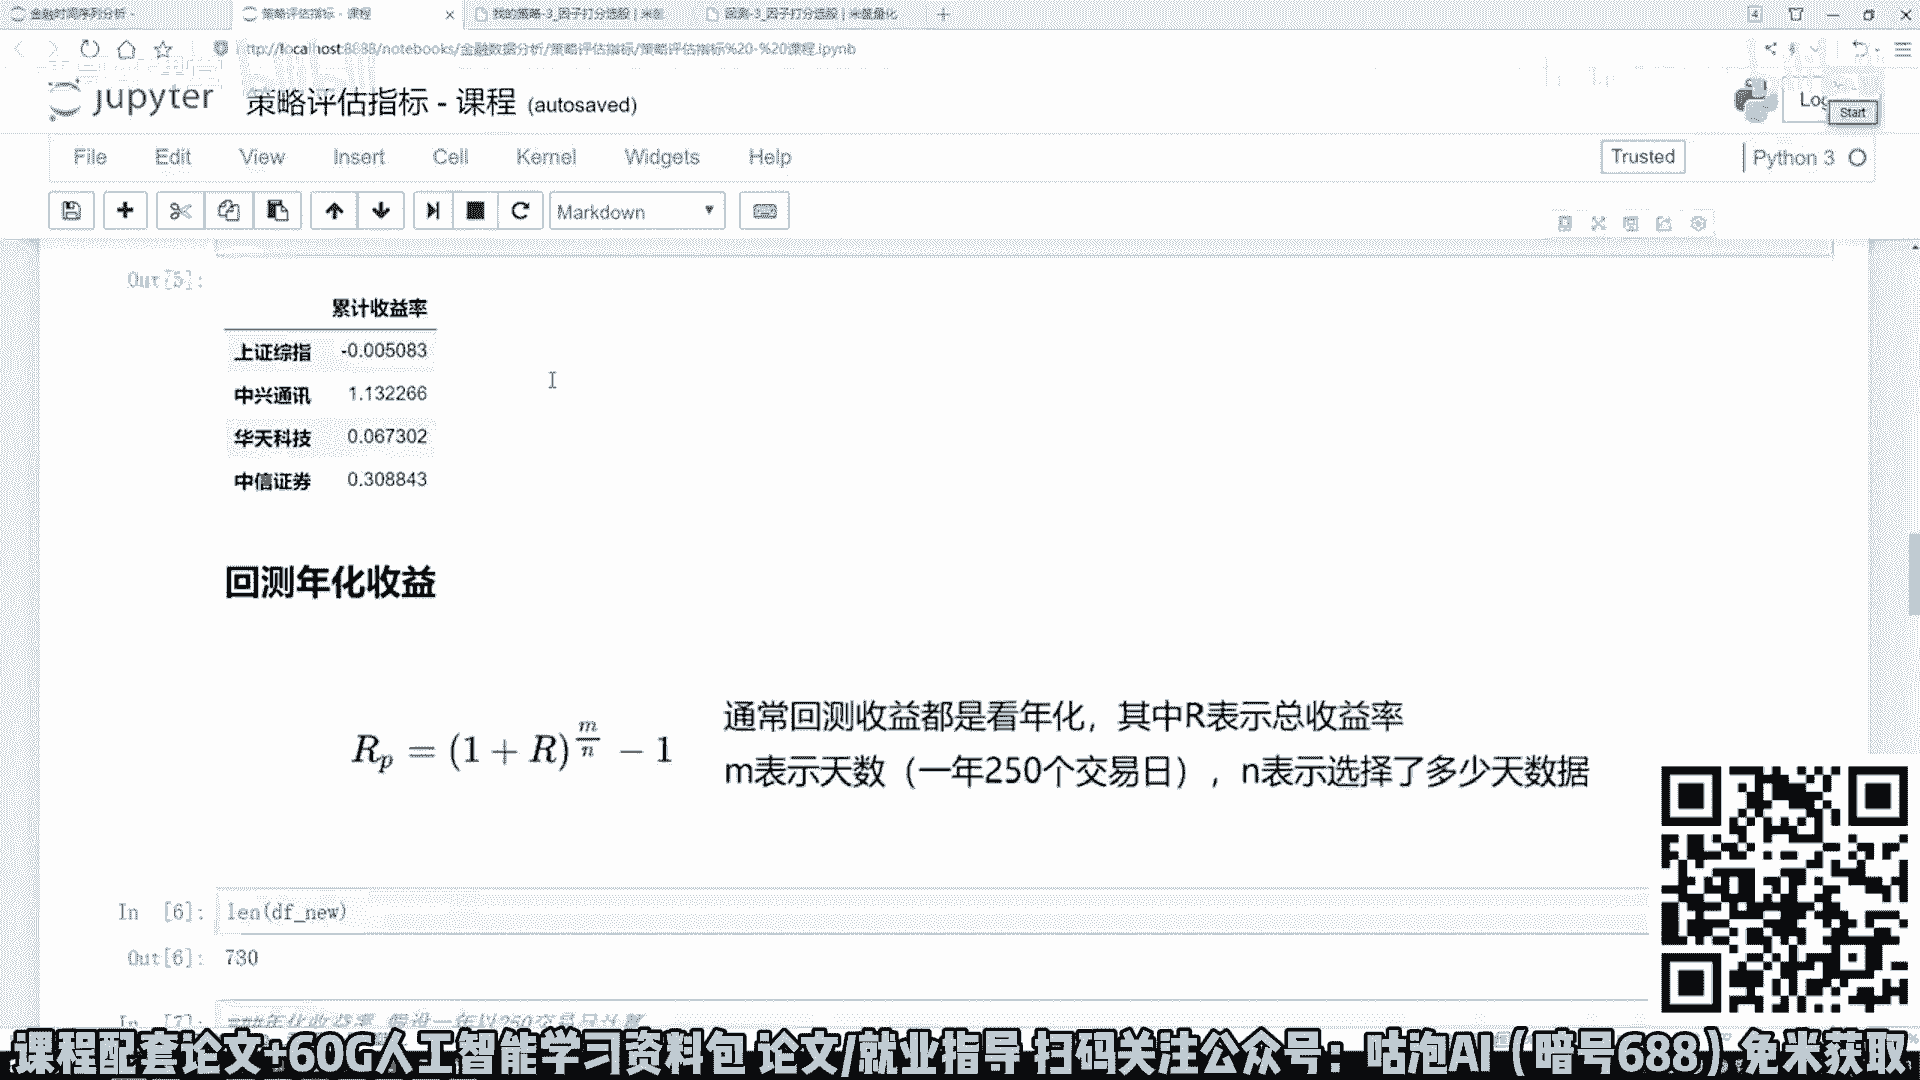 金融时间序列分析 -
策略评估指标 - 课程
我的策略-3_因子打分选股 | 米筐
回测-3_因子打分选股 | 米筐量化
4
ttp://localhost:8888/notebooks/金融数据分析/策略评估指标/策略评估指标%20-%20课程.ipynb
jupyter
策略评估指标 - 课程 (autosaved)
Start
File Edit View Insert Cell Kernel Widgets Help
Trusted
Python 3
Markdown
Out[5]:
累计收益率
上证综指 -0.005083
中兴通讯 1.132266
华天科技 0.067302
中信证券 0.308843
回测年化收益
R_p = (1 + R)^{m/n} − 1
通常回测收益都是看年化，其中R表示总收益率
m表示天数（一年250个交易日），n表示选择了多少天数据
In [6]: len(df_new)
Out[6]: 730
In [7]:
课程配套论文+60G人工智能学习资料包 论文/就业指导 扫码关注公众号：咕泡AI（暗号688）免米获取